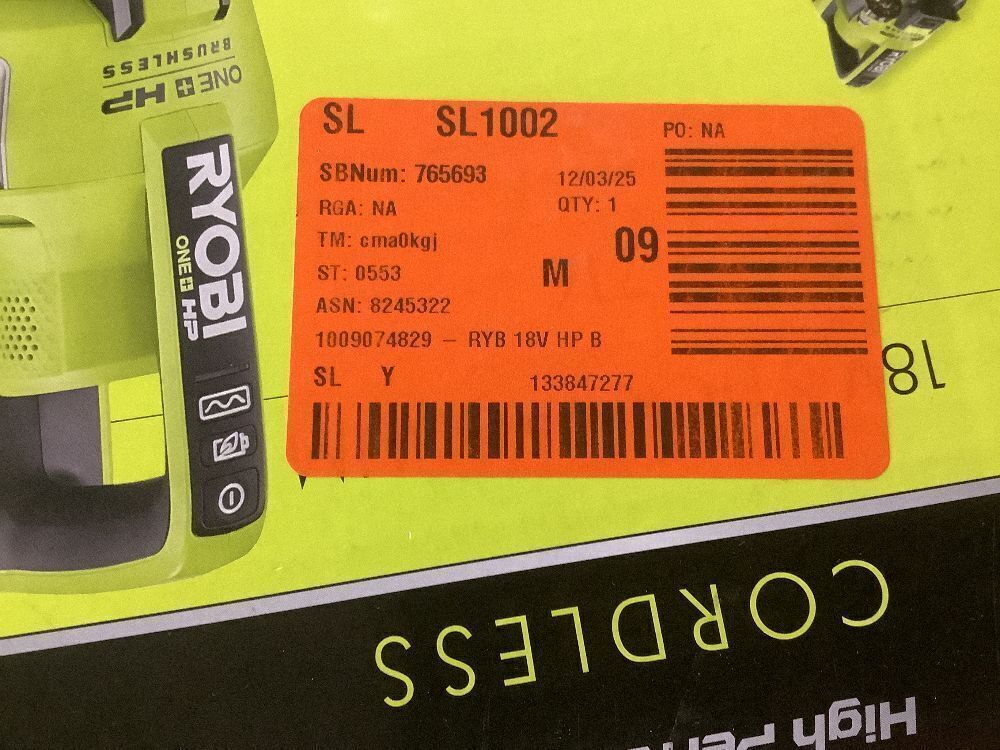 BRUSHLESS
ONE+ HP
RYOBI
ONE+ HP
SL SL1002 PO: NA
SBNum: 765693 12/03/25
RGA: NA QTY: 1
TM: cma0kgj 09
ST: 0553 M
ASN: 8245322
1009074829 – RYB 18V HP B
SL Y 133847277
18
CORDLESS
High